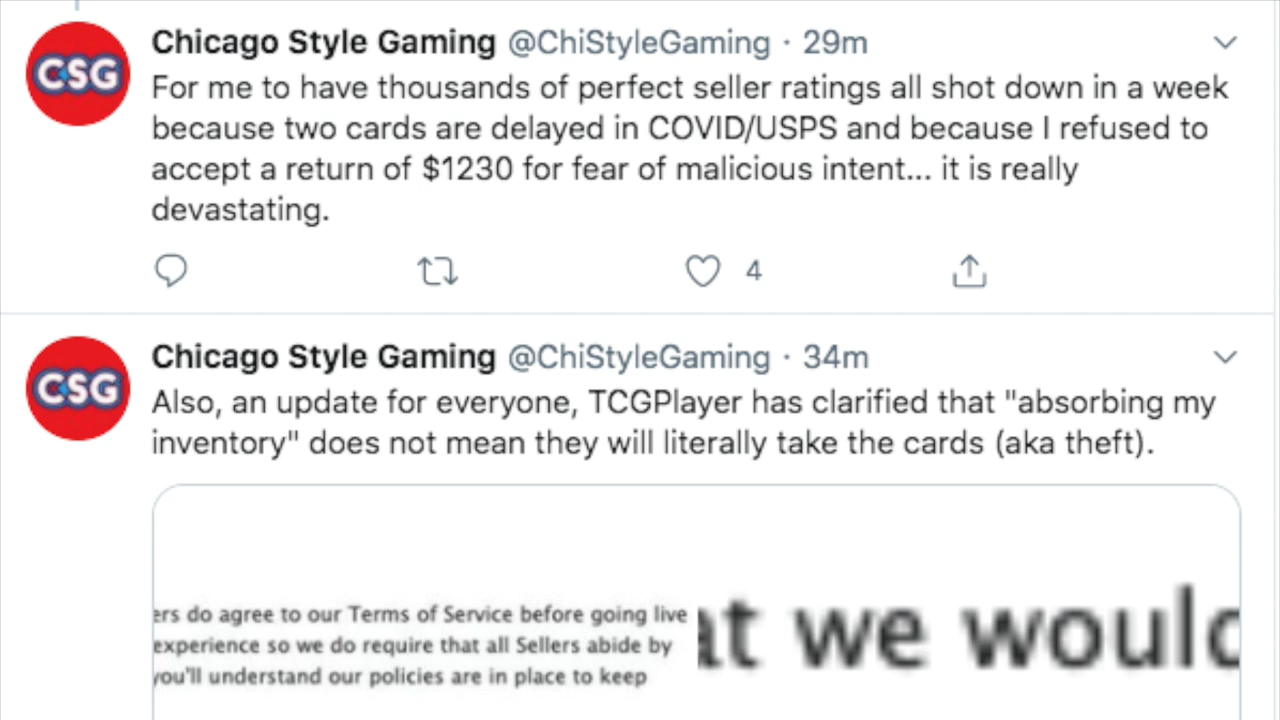 Chicago Style Gaming @ChiStyleGaming · 29m
CSG
For me to have thousands of perfect seller ratings all shot down in a week
because two cards are delayed in COVID/USPS and because I refused to
accept a return of $1230 for fear of malicious intent... it is really
devastating.
4
Chicago Style Gaming @ChiStyleGaming · 34m
CSG
Also, an update for everyone, TCGPlayer has clarified that "absorbing my
inventory" does not mean they will literally take the cards (aka theft).
ers do agree to our Terms of Service before going live
experience so we do require that all Sellers abide by
you'll understand our policies are in place to keep
at we would